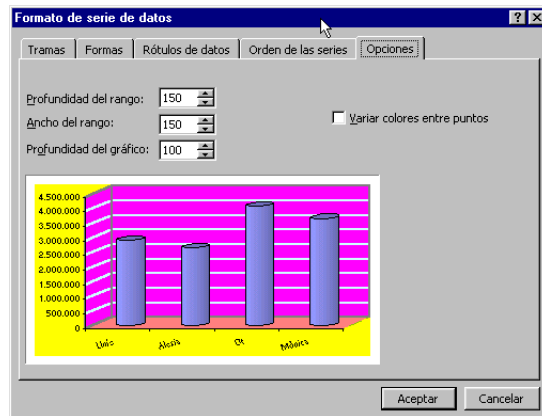 Formato de serie de datos
Tramas Formas Rótulos de datos Orden de las series Opciones
Profundidad del rango: 150
Ancho del rango: 150
Variar colores entre puntos
Profundidad del gráfico: 100
4.500.000
4.000.000
3.500.000
3.000.000
2.500.000
2.000.000
1.500.000
1.000.000
500.000
0
Alexis
Mónica
Aceptar Cancelar